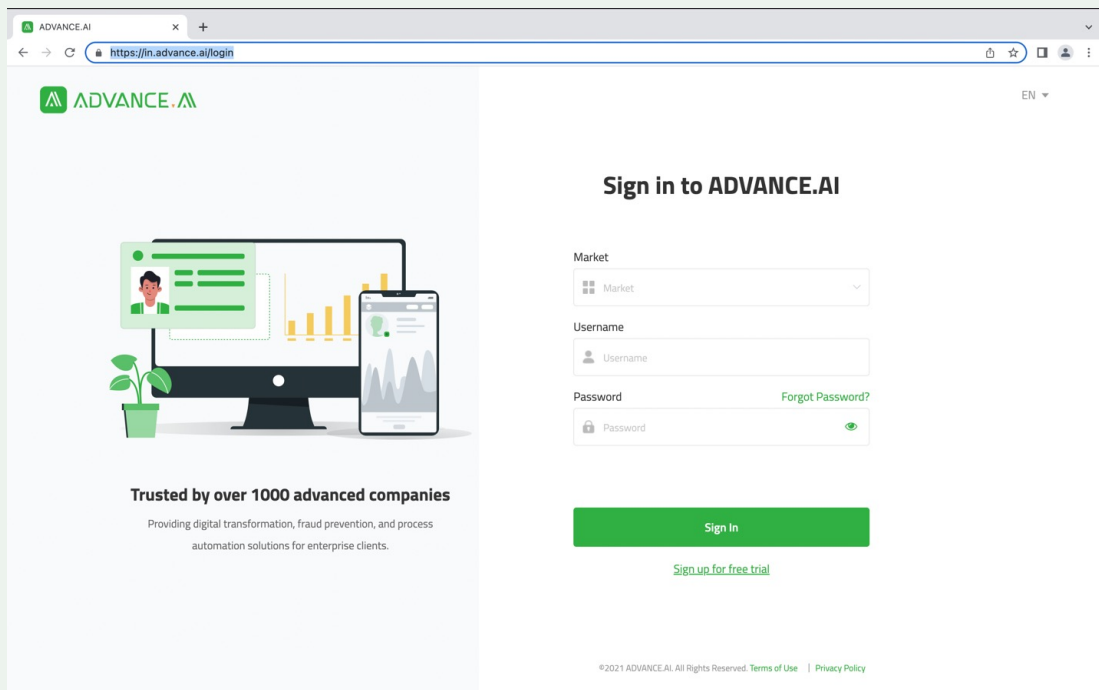 ADVANCE.AI
https://in.advance.ai/login
ADVANCE.AI
EN
Sign in to ADVANCE.AI
Market
Market
Username
Username
Password Forgot Password?
Password
Trusted by over 1000 advanced companies
Providing digital transformation, fraud prevention, and process
automation solutions for enterprise clients.
Sign In
Sign up for free trial
©2021 ADVANCE.AI. All Rights Reserved. Terms of Use | Privacy Policy